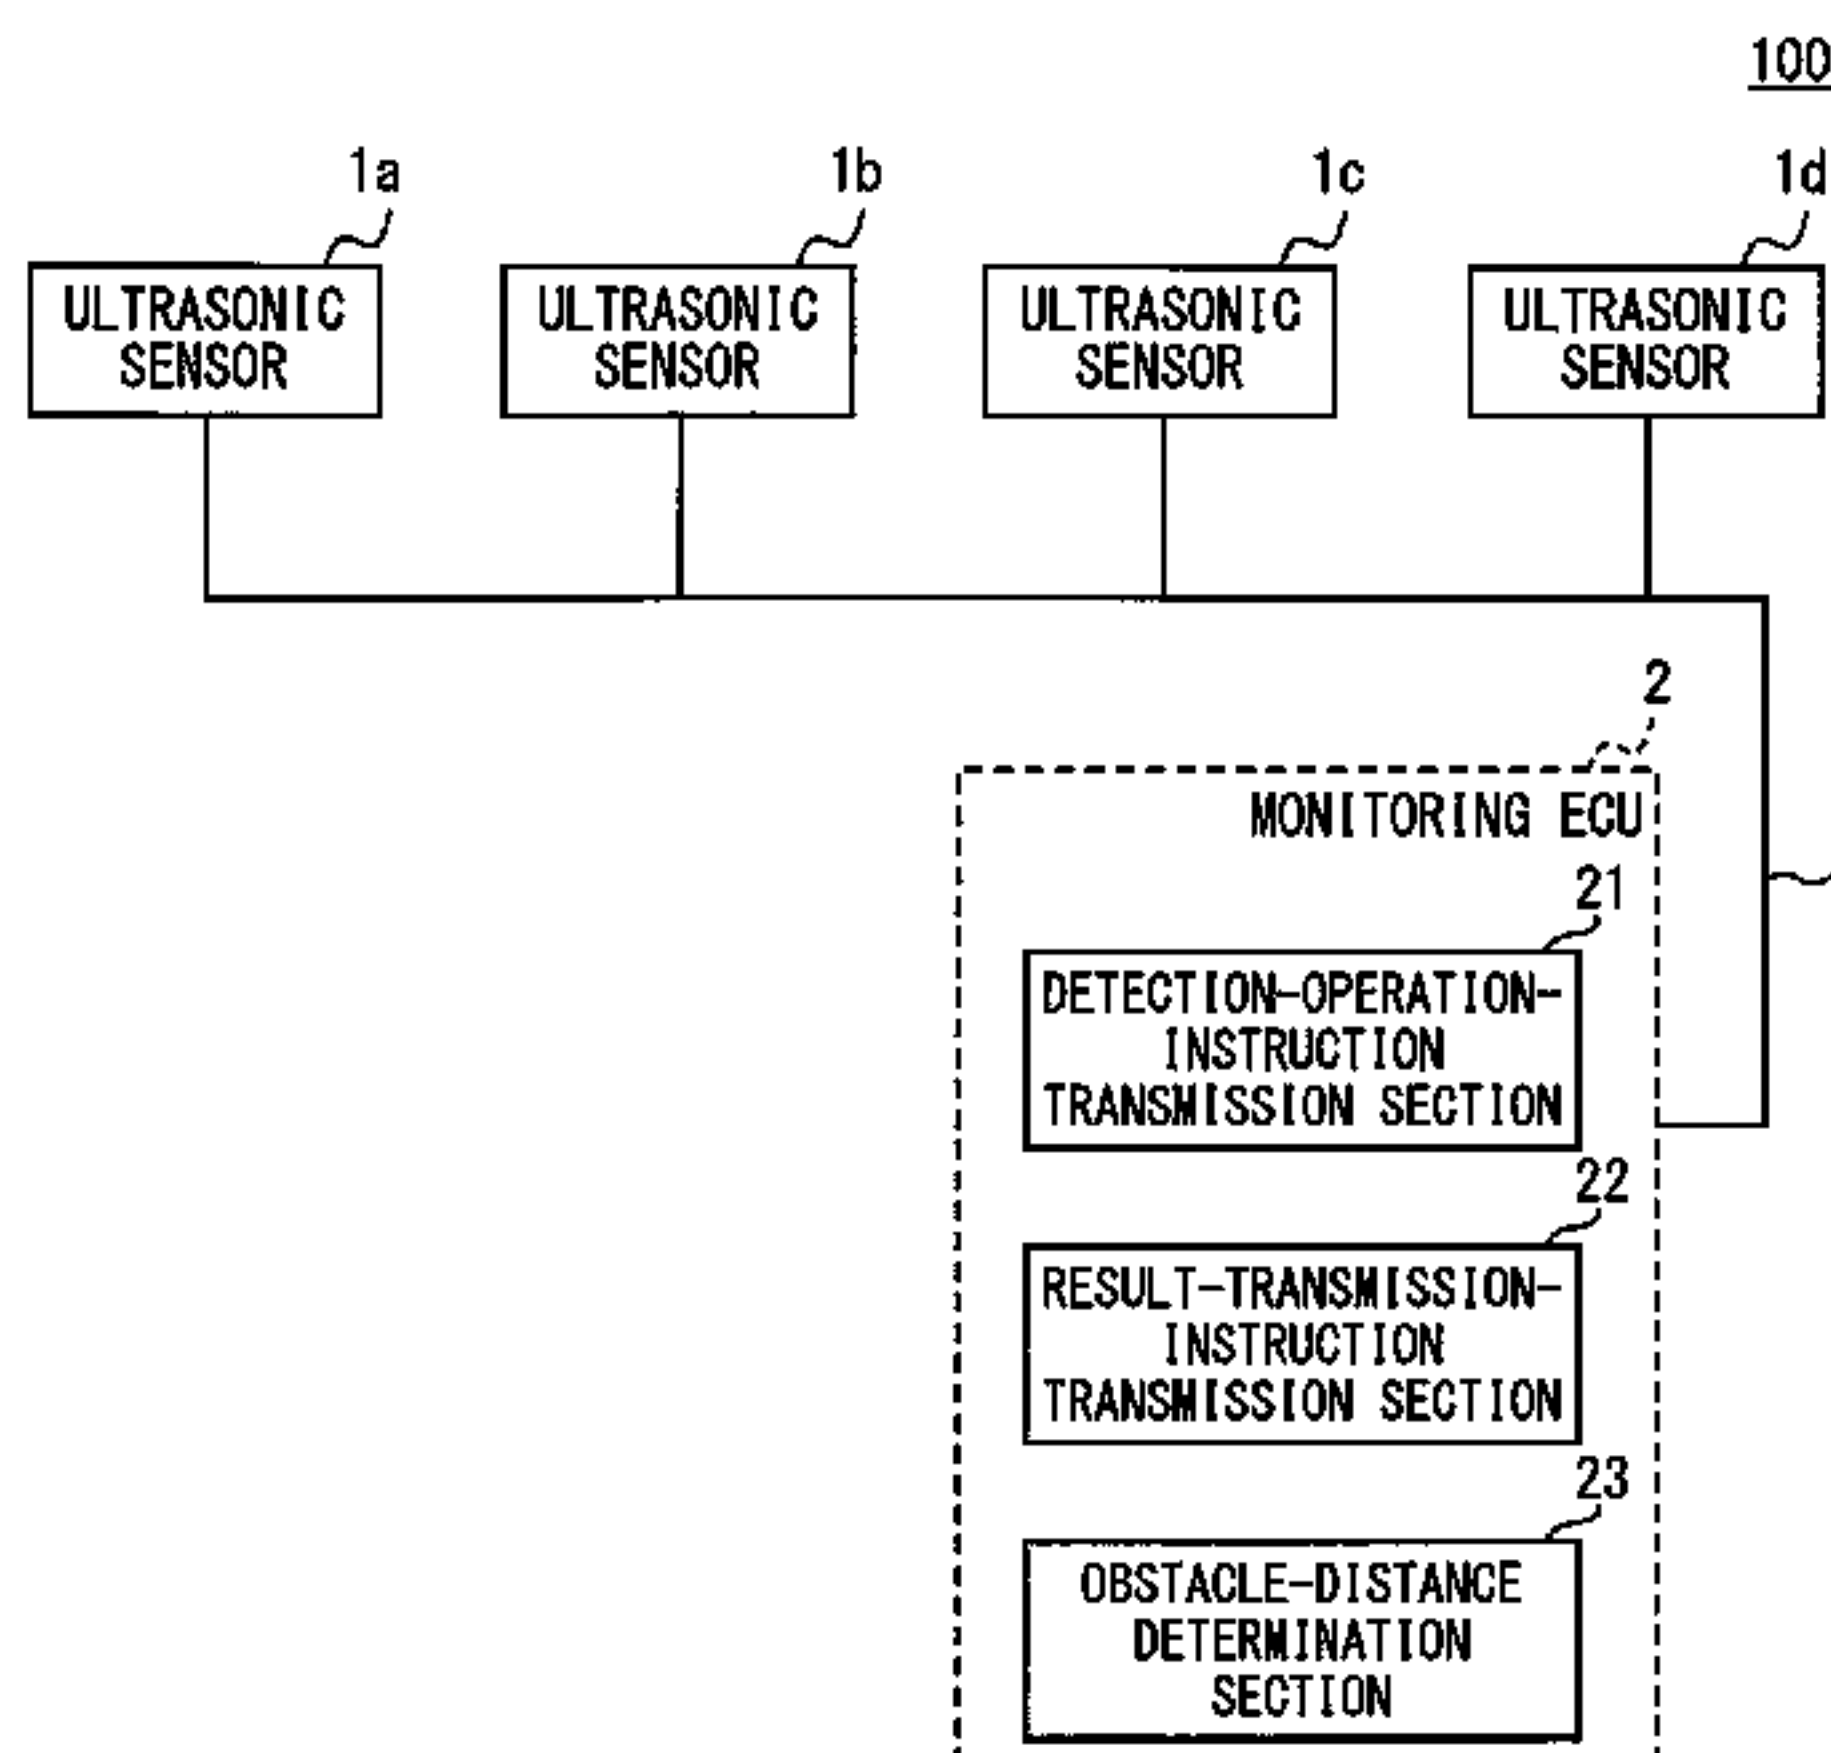 100
1a 1b 1c 1d
ULTRASONIC
SENSOR
ULTRASONIC
SENSOR
ULTRASONIC
SENSOR
ULTRASONIC
SENSOR
2
MONITORING ECU
21
DETECTION-OPERATION-
INSTRUCTION
TRANSMISSION SECTION
22
RESULT-TRANSMISSION-
INSTRUCTION
TRANSMISSION SECTION
23
OBSTACLE-DISTANCE
DETERMINATION
SECTION